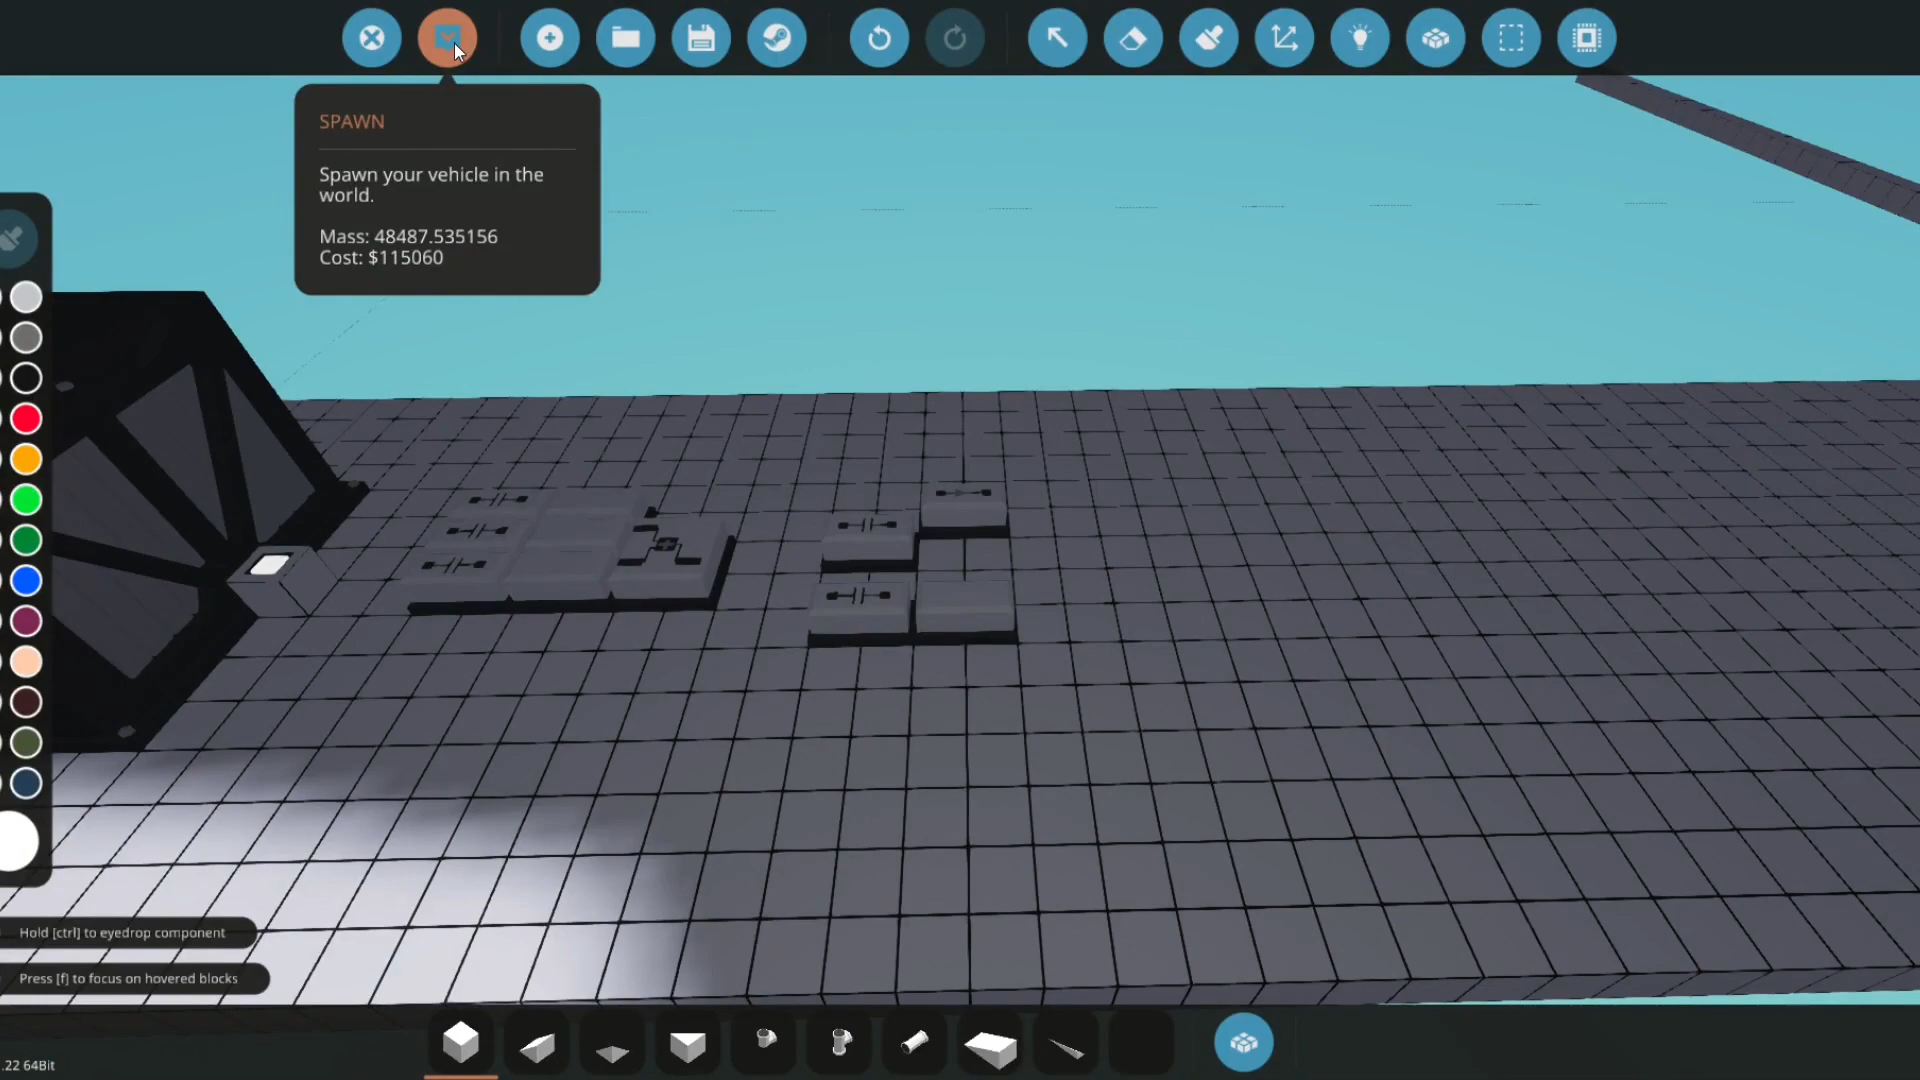 SPAWN
Spawn your vehicle in the
world.
Mass: 48487.535156
Cost: $115060
Hold [ctrl] to eyedrop component
Press [f] to focus on hovered blocks
.22 64Bit